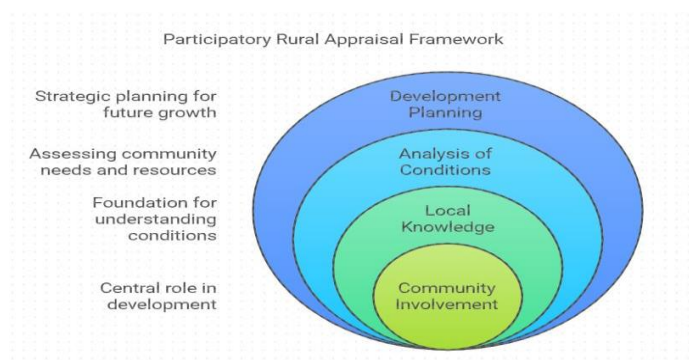 Participatory Rural Appraisal Framework
Strategic planning for
future growth
Development
Planning
Assessing community
needs and resources
Analysis of
Conditions
Foundation for
understanding
conditions
Local
Knowledge
Central role in
development
Community
Involvement